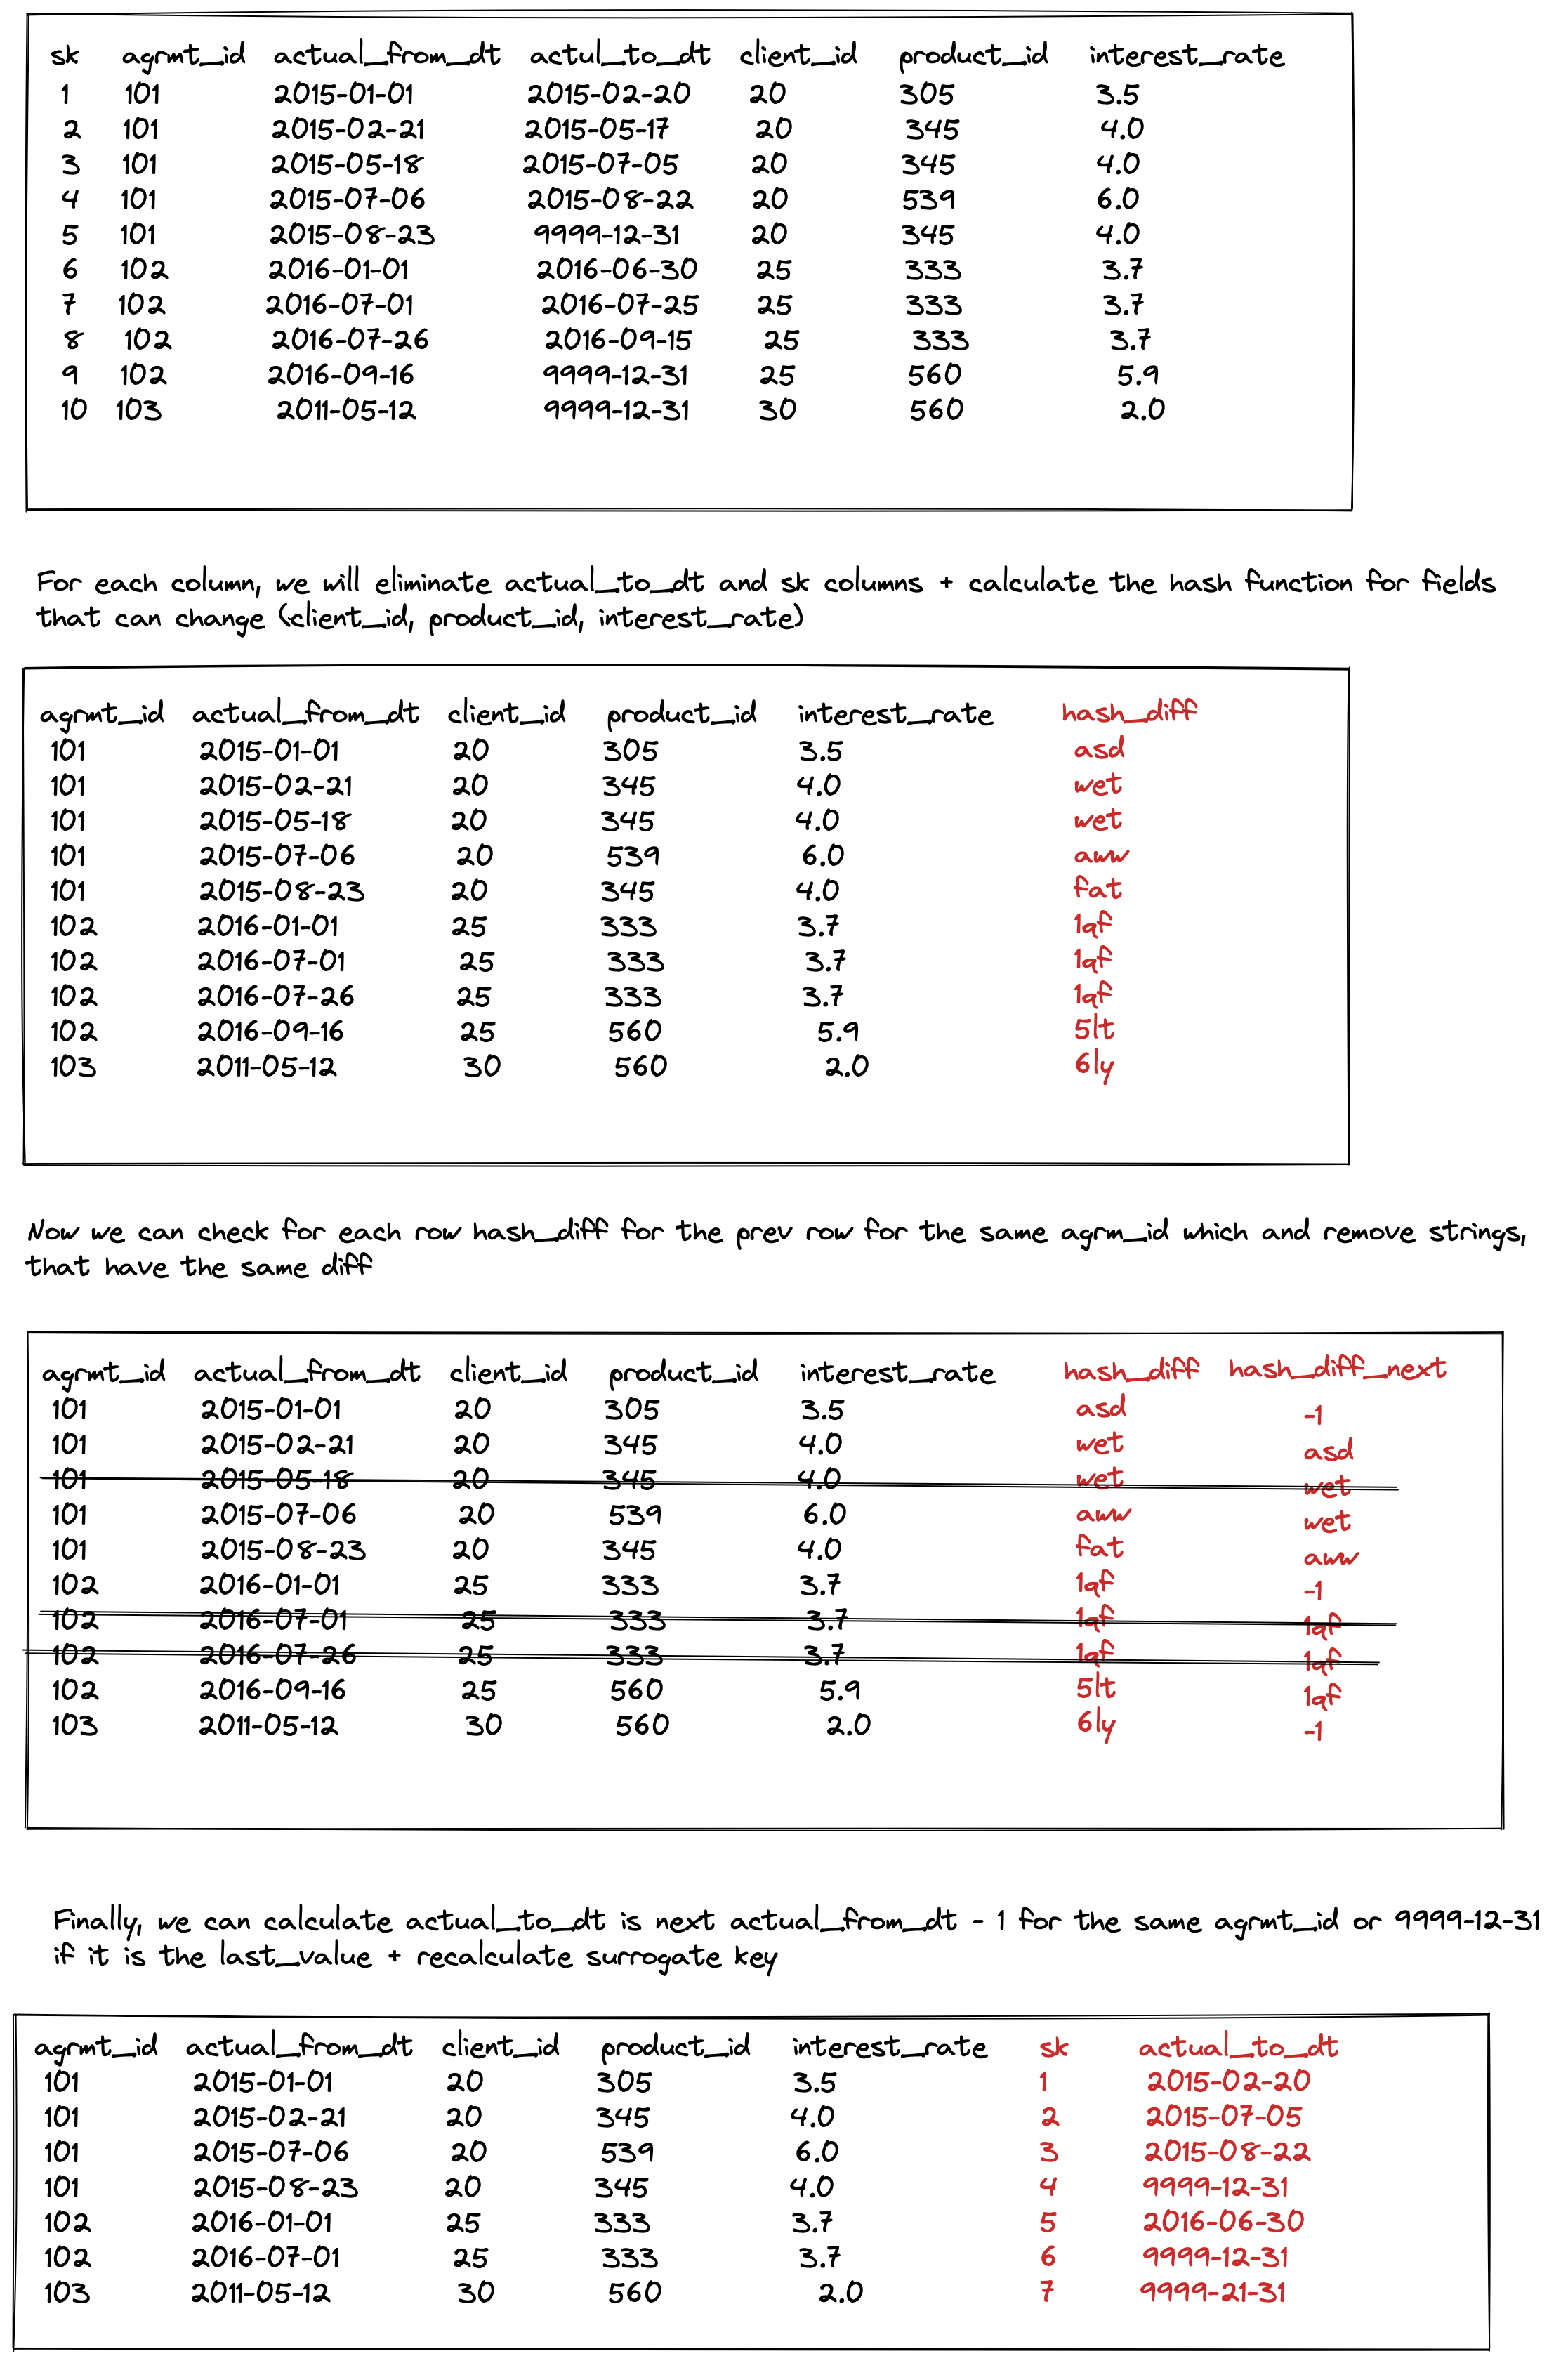 sk agrmt_id actual_from_dt actul_to_dt client_id product_id interest_rate
1 101 2015-01-01 2015-02-20 20 305 3.5
2 101 2015-02-21 2015-05-17 20 345 4.0
3 101 2015-05-18 2015-07-05 20 345 4.0
4 101 2015-07-06 2015-08-22 20 539 6.0
5 101 2015-08-23 9999-12-31 20 345 4.0
6 102 2016-01-01 2016-06-30 25 333 3.7
7 102 2016-07-01 2016-07-25 25 333 3.7
8 102 2016-07-26 2016-09-15 25 333 3.7
9 102 2016-09-16 9999-12-31 25 560 5.9
10 103 2011-05-12 9999-12-31 30 560 2.0
For each column, we will eliminate actual_to_dt and sk columns + calculate the hash function for fields
that can change (client_id, product_id, interest_rate)
agrmt_id actual_from_dt client_id product_id interest_rate hash_diff
101 2015-01-01 20 305 3.5 asd
101 2015-02-21 20 345 4.0 wet
101 2015-05-18 20 345 4.0 wet
101 2015-07-06 20 539 6.0 aww
101 2015-08-23 20 345 4.0 fat
102 2016-01-01 25 333 3.7 1qf
102 2016-07-01 25 333 3.7 1qf
102 2016-07-26 25 333 3.7 1qf
102 2016-09-16 25 560 5.9 5lt
103 2011-05-12 30 560 2.0 6ly
Now we can check for each row hash_diff for the prev row for the same agrm_id which and remove strings,
that have the same diff
agrmt_id actual_from_dt client_id product_id interest_rate hash_diff hash_diff_next
101 2015-01-01 20 305 3.5 asd -1
101 2015-02-21 20 345 4.0 wet asd
101 2015-05-18 20 345 4.0 wet wet
101 2015-07-06 20 539 6.0 aww wet
101 2015-08-23 20 345 4.0 fat aww
102 2016-01-01 25 333 3.7 1qf -1
102 2016-07-01 25 333 3.7 1qf 1qf
102 2016-07-26 25 333 3.7 1qf 1qf
102 2016-09-16 25 560 5.9 5lt 1qf
103 2011-05-12 30 560 2.0 6ly -1
Finally, we can calculate actual_to_dt is next actual_from_dt - 1 for the same agrmt_id or 9999-12-31
if it is the last_value + recalculate surrogate key
agrmt_id actual_from_dt client_id product_id interest_rate sk actual_to_dt
101 2015-01-01 20 305 3.5 1 2015-02-20
101 2015-02-21 20 345 4.0 2 2015-07-05
101 2015-07-06 20 539 6.0 3 2015-08-22
101 2015-08-23 20 345 4.0 4 9999-12-31
102 2016-01-01 25 333 3.7 5 2016-06-30
102 2016-07-01 25 333 3.7 6 9999-12-31
103 2011-05-12 30 560 2.0 7 9999-21-31